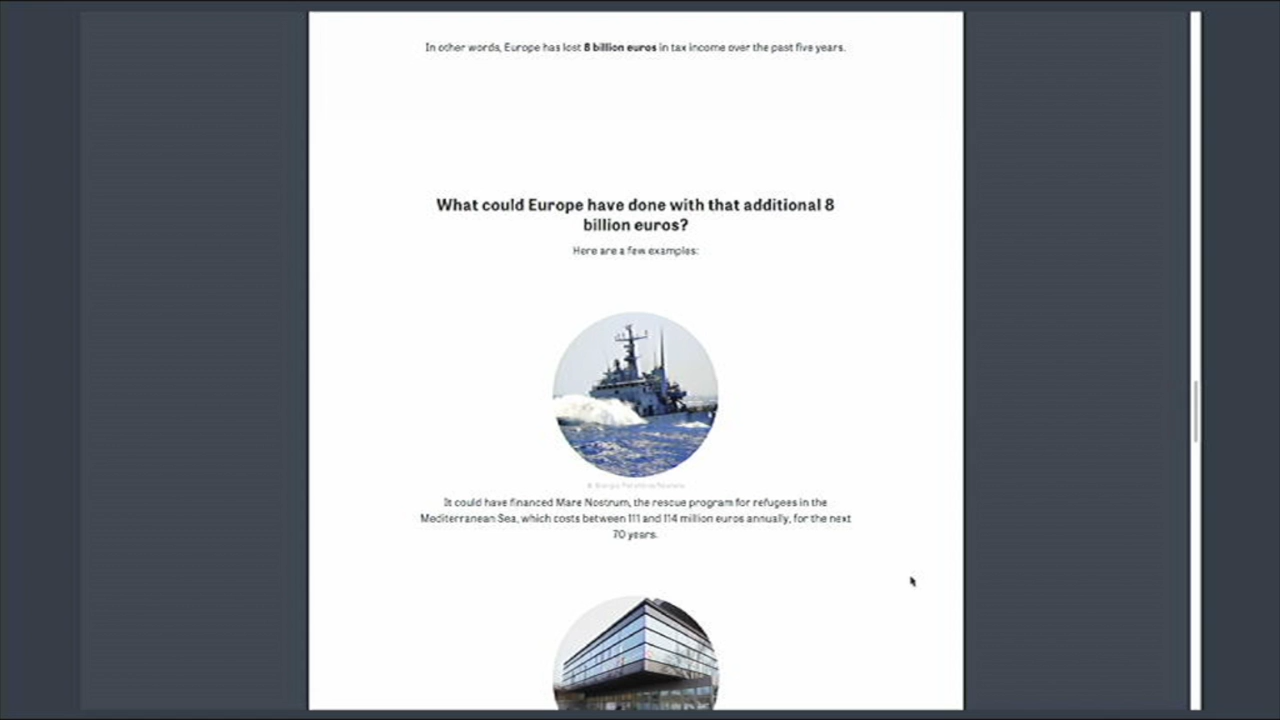 In other words, Europe has lost 8 billion euros in tax income over the past five years.
What could Europe have done with that additional 8
billion euros?
Here are a few examples:
It could have financed Mare Nostrum, the rescue program for refugees in the
Mediterranean Sea, which costs between 111 and 114 million euros annually, for the next
70 years.